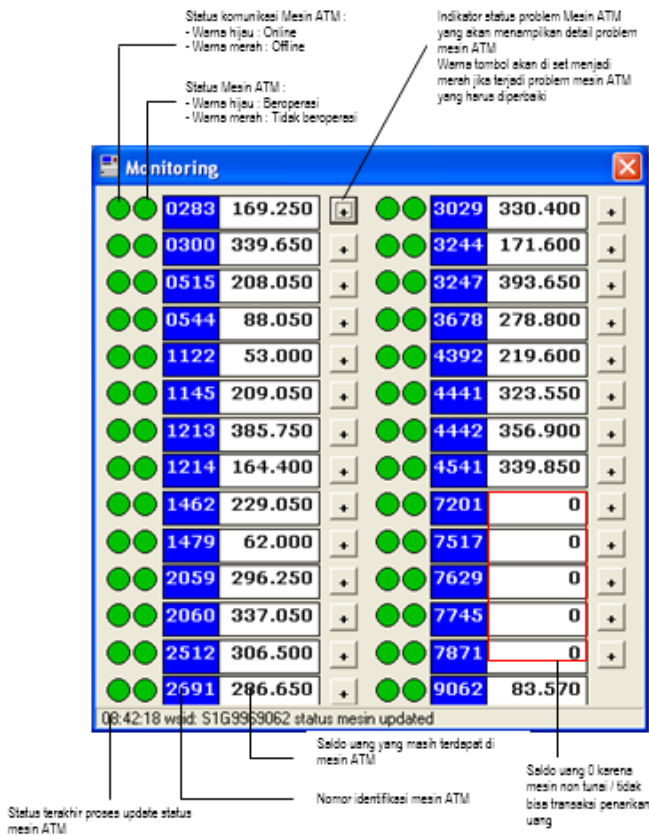 Status komunikasi Mesin ATM :
- Warna hijau : Online
- Warna merah : Offline
Status Mesin ATM :
- Warna hijau : Beroperasi
- Warna merah : Tidak beroperasi
Indikator status problem Mesin ATM
yang akan menampilkan detail problem
mesin ATM
Warna tombol akan di set menjadi
merah jika terjadi problem mesin ATM
yang harus diperbaiki
Monitoring
0283 169.250 + 3029 330.400 +
0300 339.650 + 3244 171.600 +
0515 208.050 + 3247 393.650 +
0544 88.050 + 3678 278.800 +
1122 53.000 + 4392 219.600 +
1145 209.050 + 4441 323.550 +
1213 385.750 + 4442 356.900 +
1214 164.400 + 4541 339.850 +
1462 229.050 + 7201 0 +
1479 62.000 + 7517 0 +
2059 296.250 + 7629 0 +
2060 337.050 + 7745 0 +
2512 306.500 + 7871 0 +
2691 286.650 + 9062 83.570
08:42:18 wsid: S1G9969062 status mesin updated
Saldo uang yang masih terdapat di
mesin ATM
Nomor identifikasi mesin ATM
Saldo uang 0 karena
mesin non tunai / tidak
bisa transaksi penarikan
uang
Status terakhir proses update status
mesin ATM